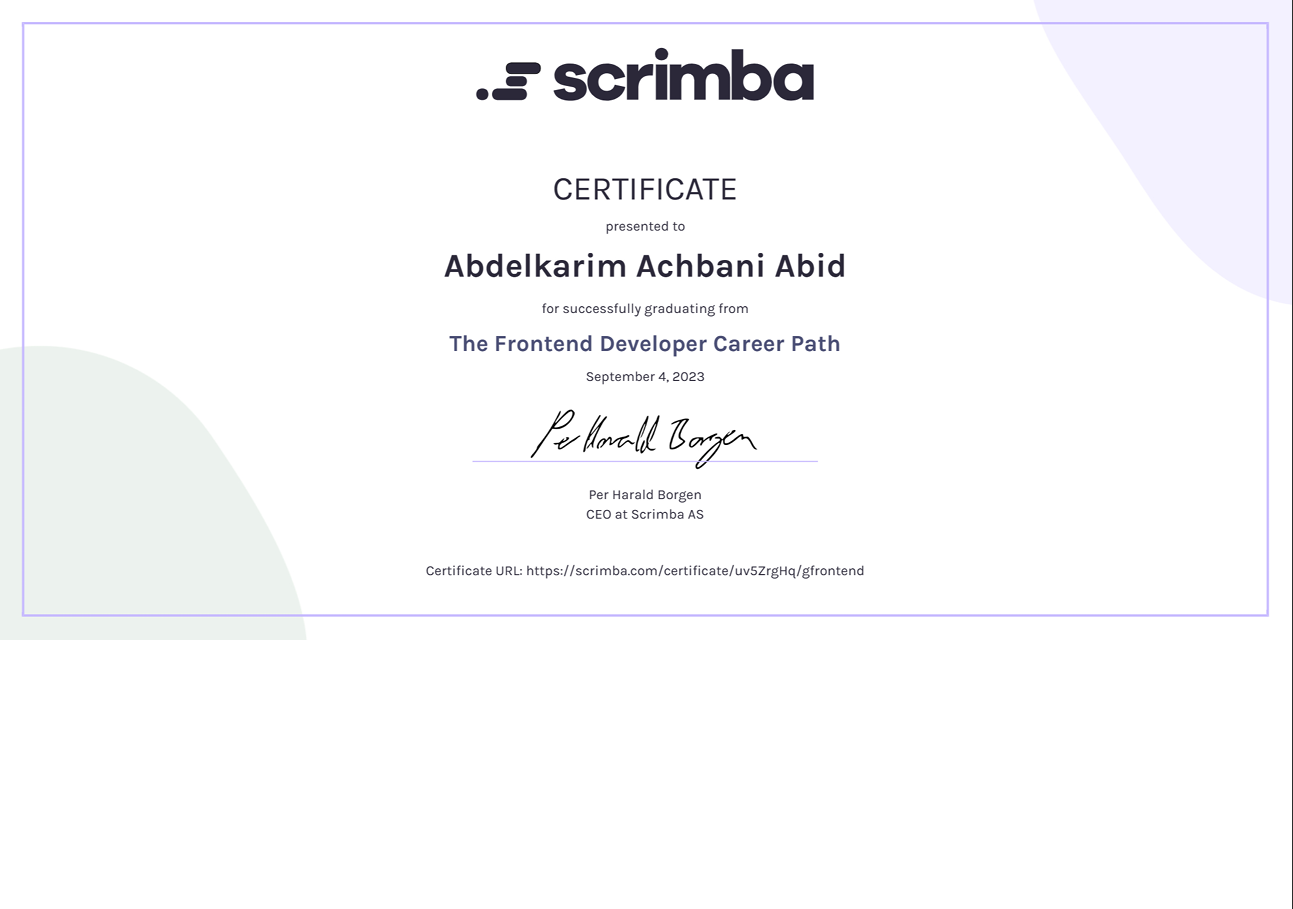 scrimba
CERTIFICATE
presented to
Abdelkarim Achbani Abid
for successfully graduating from
The Frontend Developer Career Path
September 4, 2023
Per Harald Borgen
Per Harald Borgen
CEO at Scrimba AS
Certificate URL: https://scrimba.com/certificate/uv5ZrgHq/gfrontend